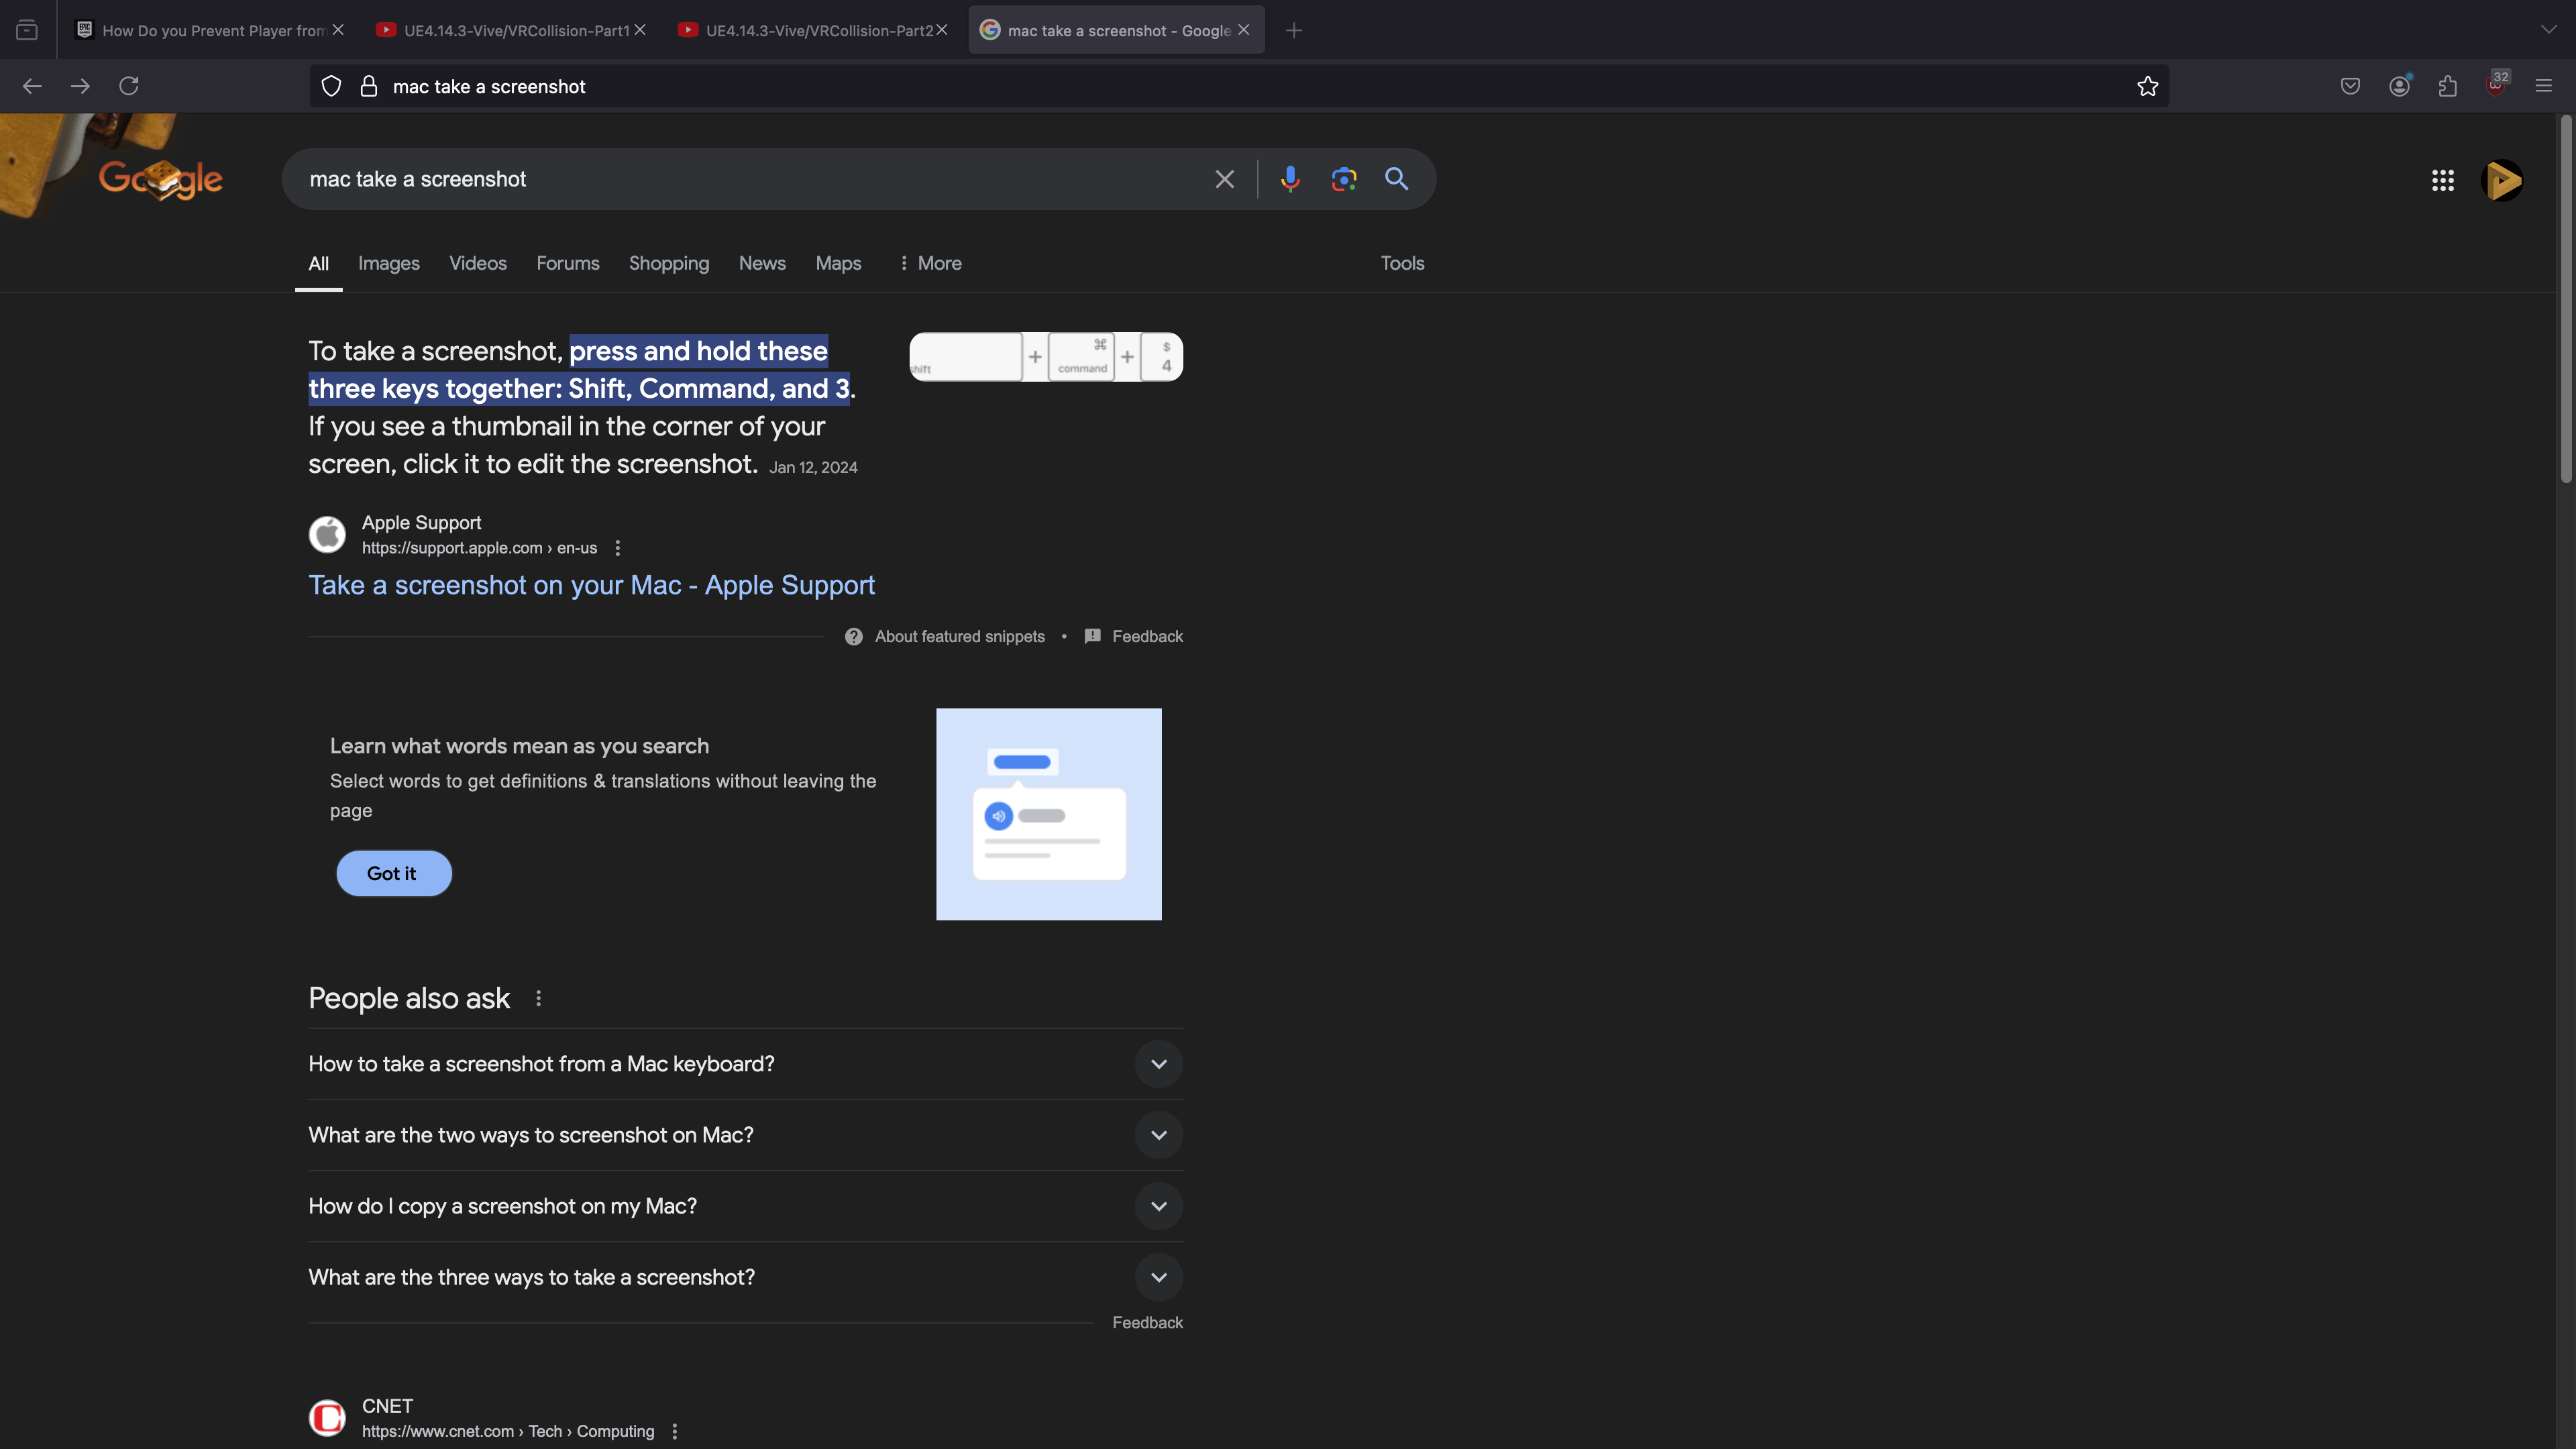 How Do you Prevent Player from
UE4.14.3-Vive/VRCollision-Part1
UE4.14.3-Vive/VRCollision-Part2
mac take a screenshot - Google
mac take a screenshot
32
Google
mac take a screenshot
All
Images
Videos
Forums
Shopping
News
Maps
More
Tools
To take a screenshot, press and hold these
three keys together: Shift, Command, and 3.
If you see a thumbnail in the corner of your
screen, click it to edit the screenshot. Jan 12, 2024
shift + ⌘ command + $ 4
Apple Support
https://support.apple.com › en-us
Take a screenshot on your Mac - Apple Support
About featured snippets • Feedback
Learn what words mean as you search
Select words to get definitions & translations without leaving the
page
Got it
People also ask
How to take a screenshot from a Mac keyboard?
What are the two ways to screenshot on Mac?
How do I copy a screenshot on my Mac?
What are the three ways to take a screenshot?
Feedback
CNET
https://www.cnet.com › Tech › Computing